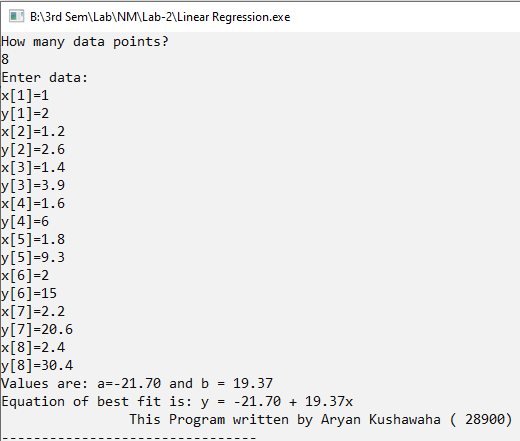 B:\3rd Sem\Lab\NM\Lab-2\Linear Regression.exe
How many data points?
8
Enter data:
x[1]=1
y[1]=2
x[2]=1.2
y[2]=2.6
x[3]=1.4
y[3]=3.9
x[4]=1.6
y[4]=6
x[5]=1.8
y[5]=9.3
x[6]=2
y[6]=15
x[7]=2.2
y[7]=20.6
x[8]=2.4
y[8]=30.4
Values are: a=-21.70 and b = 19.37
Equation of best fit is: y = -21.70 + 19.37x
This Program written by Aryan Kushawaha ( 28900)
--------------------------------